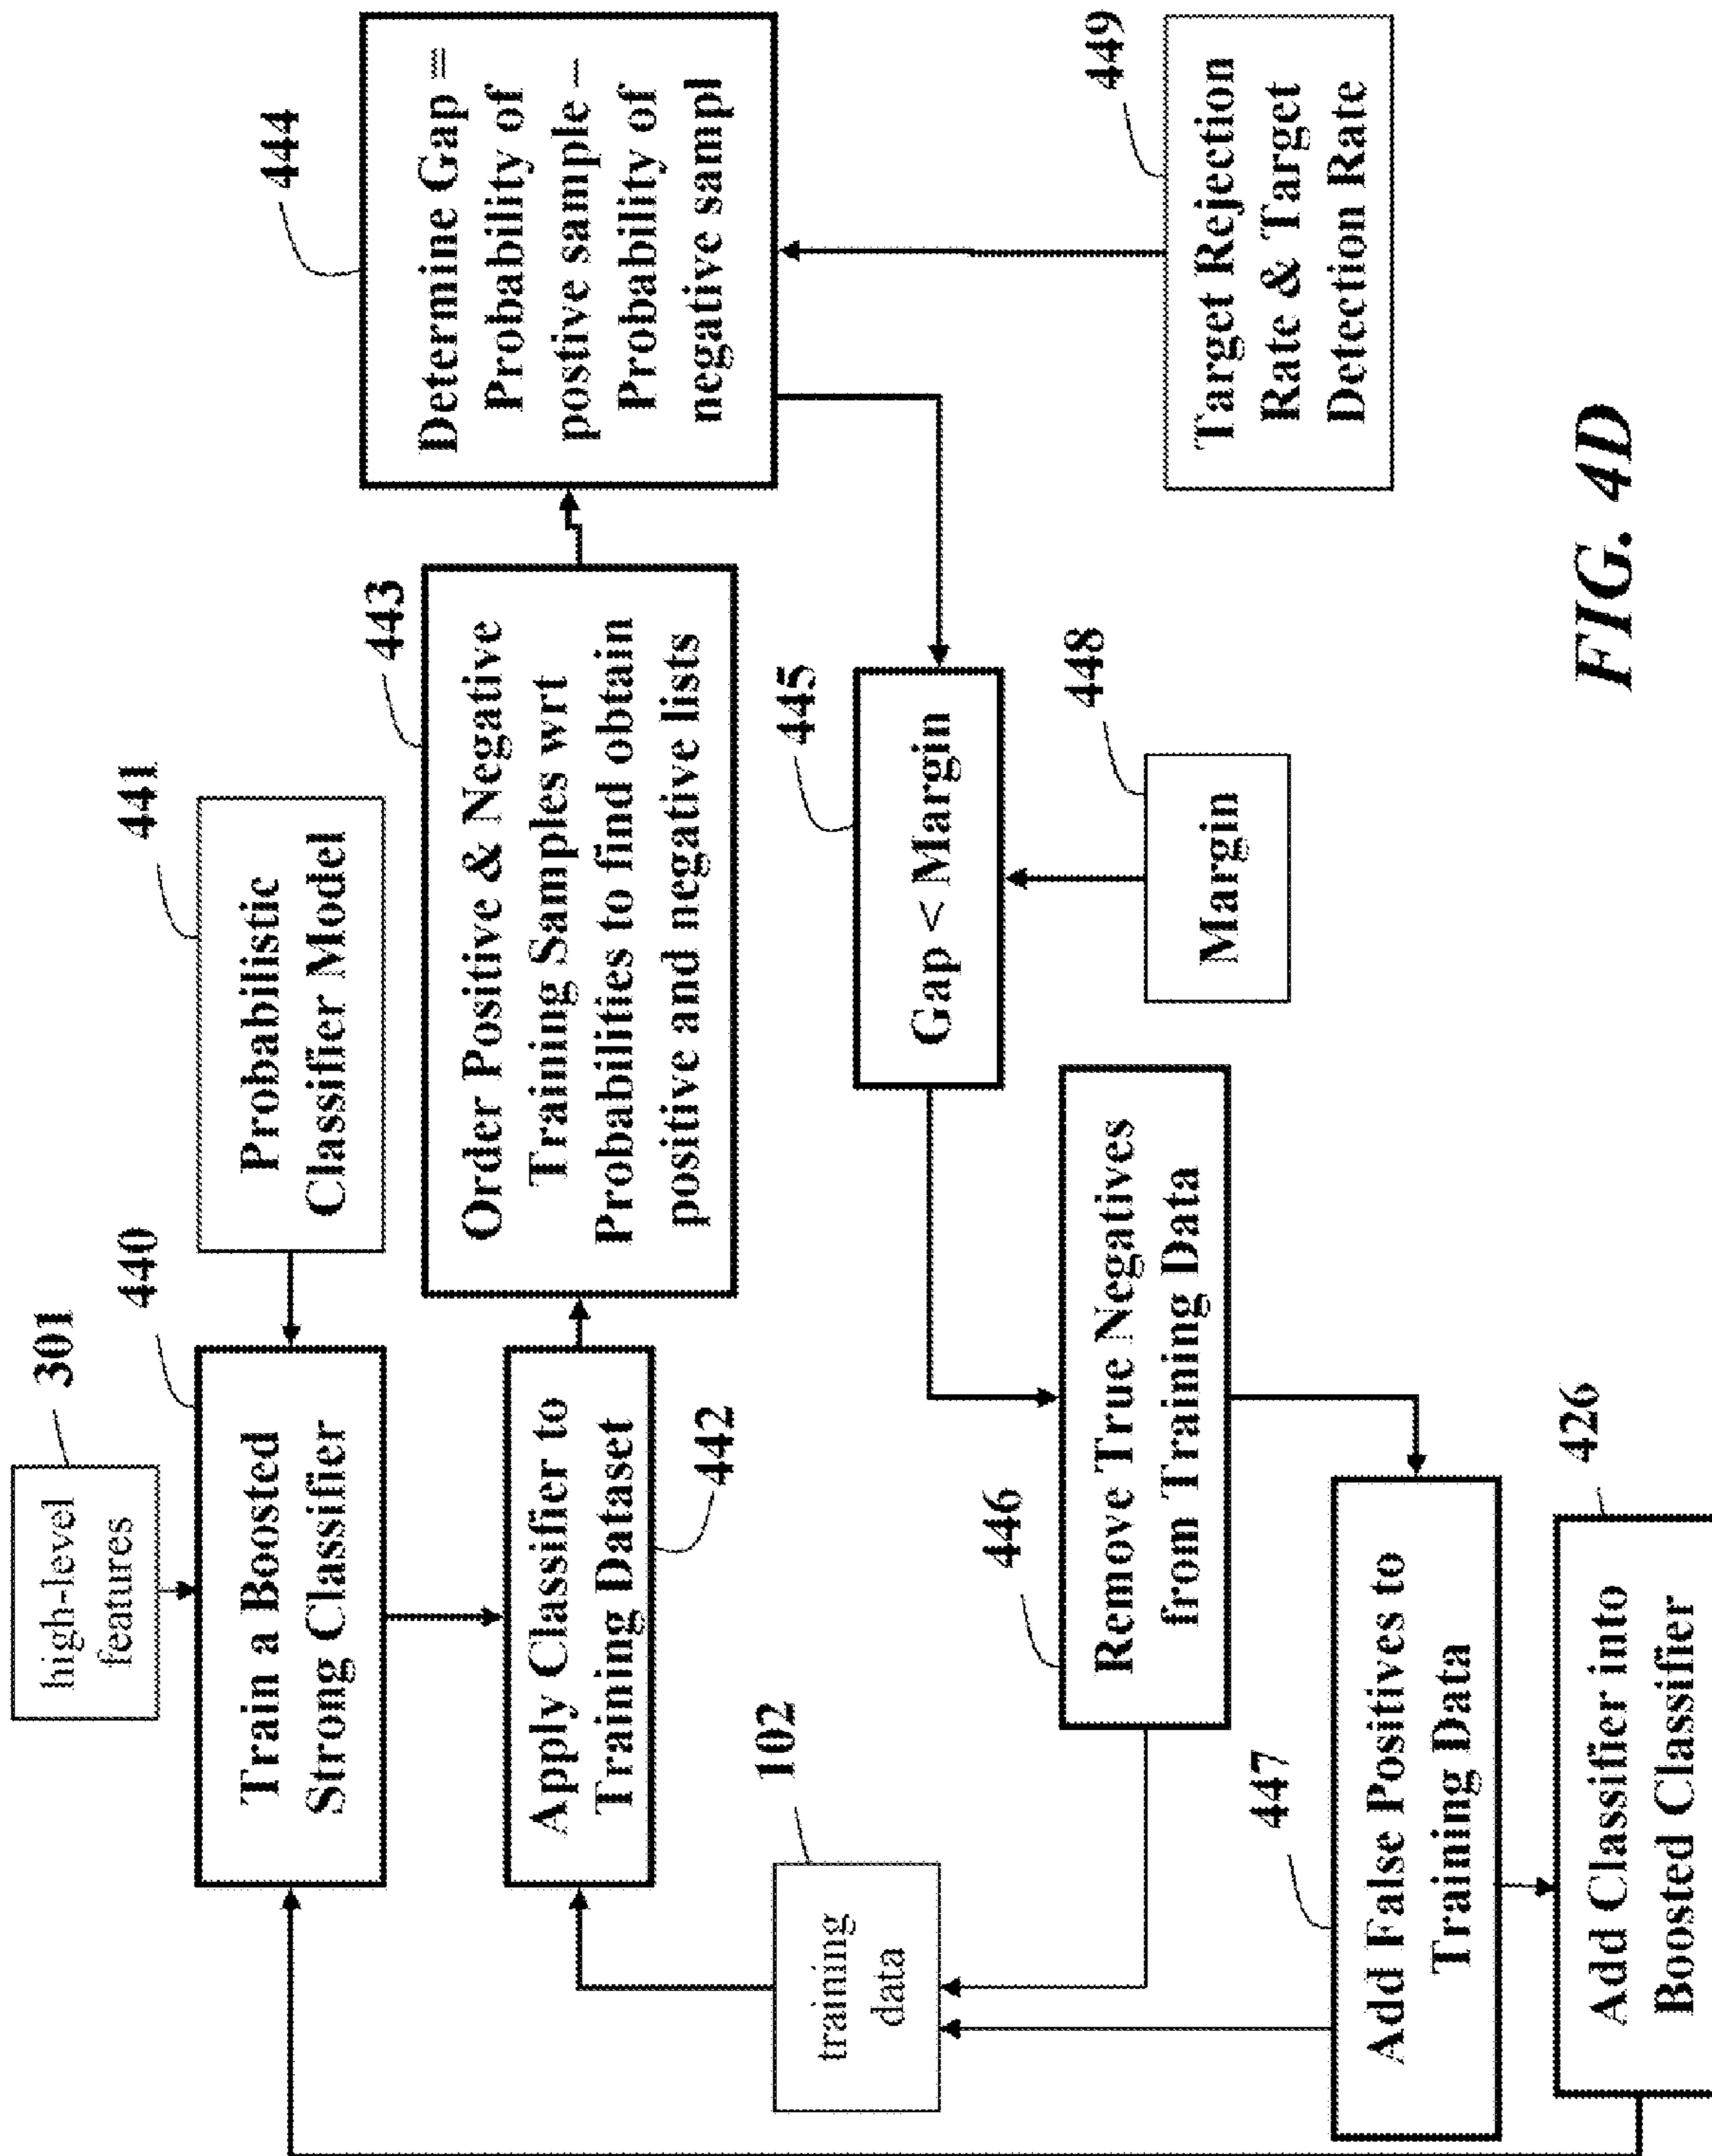 301
high-level
features
440
Train a Boosted
Strong Classifier
441
Probabilistic
Classifier Model
Apply Classifier to
Training Dataset
442
443
Order Positive & Negative
Training Samples wrt
Probabilities to find obtain
positive and negative lists
444
Determine Gap =
Probability of
postive sample –
Probability of
negative sampl
102
training
data
445
Gap < Margin
446
Remove True Negatives
from Training Data
448
Margin
449
Target Rejection
Rate & Target
Detection Rate
447
Add False Positives to
Training Data
426
Add Classifier into
Boosted Classifier
FIG. 4D